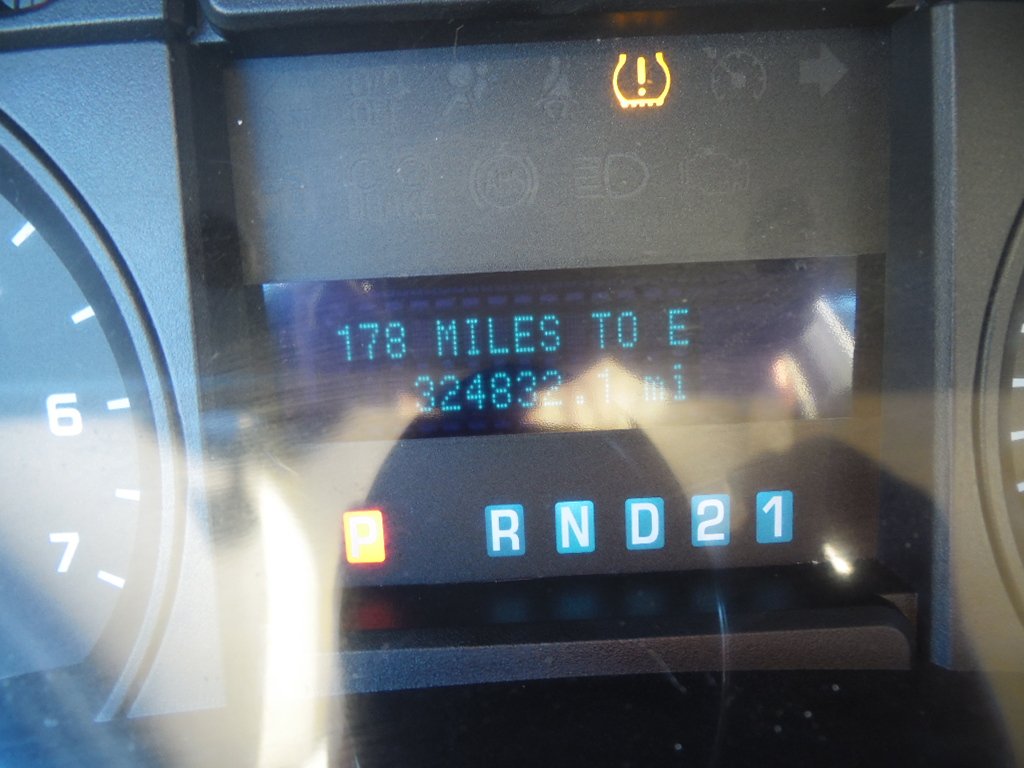 178 MILES TO E
324832.1 mi
6
7
P R N D 2 1